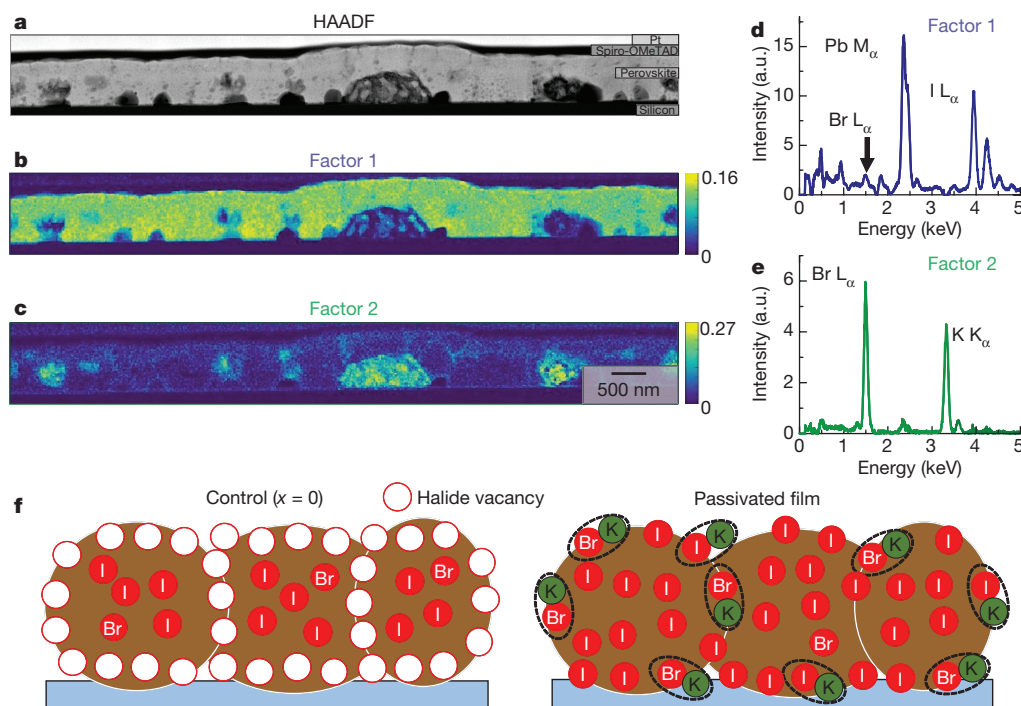 a
HAADF
Pt
Spiro-OMeTAD
Perovskite
Silicon
b
Factor 1
0.16
0
c
Factor 2
0.27
0
500 nm
d
Factor 1
Pb Mα
I Lα
Br Lα
15
10
5
0
Intensity (a.u.)
0 1 2 3 4 5
Energy (keV)
e
Factor 2
Br Lα
K Kα
6
4
2
0
Intensity (a.u.)
0 1 2 3 4 5
Energy (keV)
f
Control (x = 0)
Halide vacancy
I
I
I
I
Br
I
I
Br
I
I
I
Br
I
I
Passivated film
Br K
I
I K
I
I
Br K
I
K
Br
I
I
I
Br
K
I
I
I
I
I
I
I
I
I
K
I
I
I
I
I
Br
I
I
I
I
Br K
I
I
I K
I
I
Br K